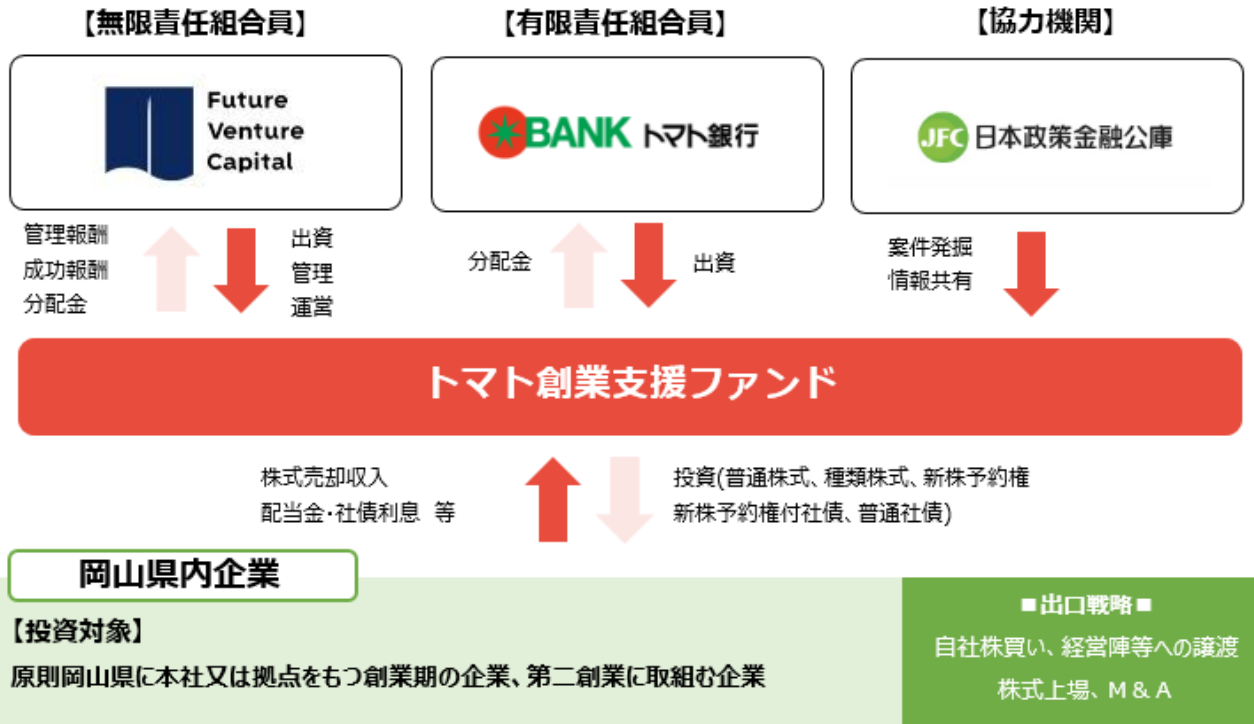 【無限責任組合員】
【有限責任組合員】
【協力機関】
Future
Venture
Capital
BANK トマト銀行
JFC 日本政策金融公庫
管理報酬
成功報酬
分配金
出資
管理
運営
分配金
出資
案件発掘
情報共有
トマト創業支援ファンド
株式売却収入
配当金・社債利息 等
投資(普通株式、種類株式、新株予約権
新株予約権付社債、普通社債)
岡山県内企業
【投資対象】
原則岡山県に本社又は拠点をもつ創業期の企業、第二創業に取組む企業
■出口戦略■
自社株買い、経営陣等への譲渡
株式上場、M & A